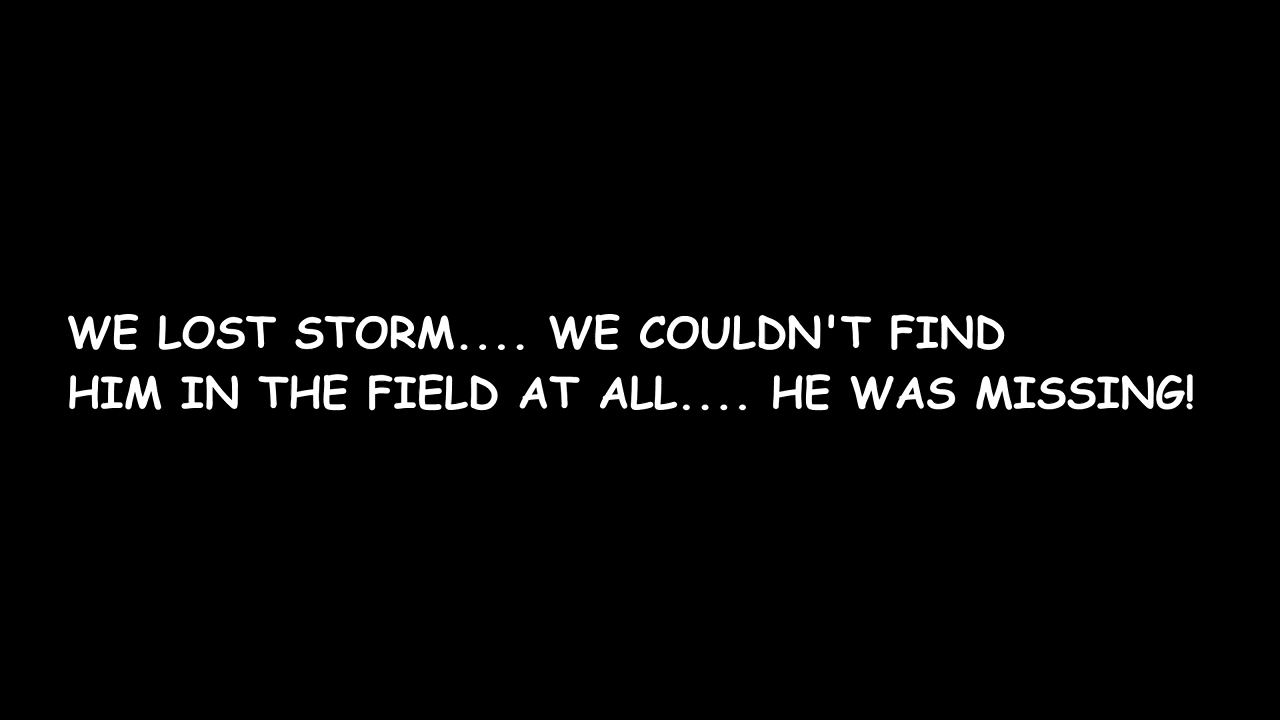 WE LOST STORM.... WE COULDN'T FIND
HIM IN THE FIELD AT ALL.... HE WAS MISSING!